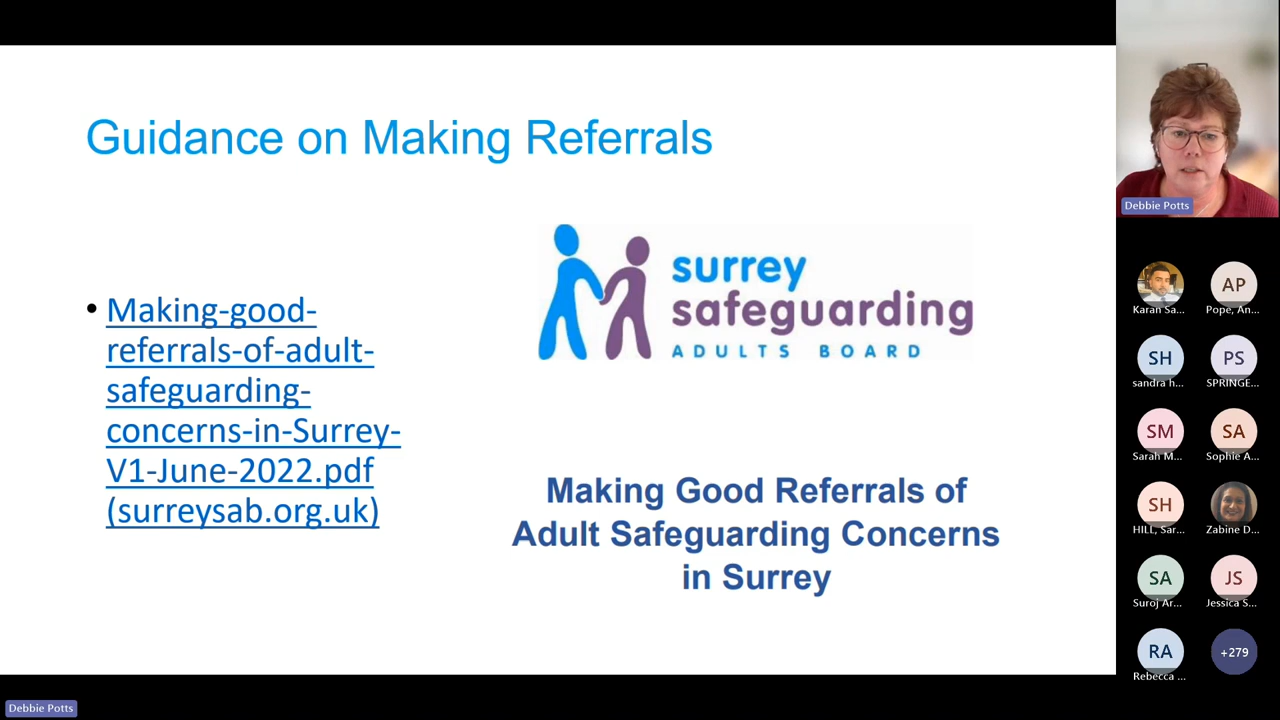 Guidance on Making Referrals
• Making-good-
referrals-of-adult-
safeguarding-
concerns-in-Surrey-
V1-June-2022.pdf
(surreysab.org.uk)
surrey
safeguarding
ADULTS BOARD
Making Good Referrals of
Adult Safeguarding Concerns
in Surrey
Debbie Potts
Karan Sa...
AP
Pope, An...
SH
sandra h...
PS
SPRINGE...
SM
Sarah M...
SA
Sophie A...
SH
HILL, Sar...
Zabine D...
SA
Suroj Ar...
JS
Jessica S...
RA
Rebecca ...
+279
Debbie Potts